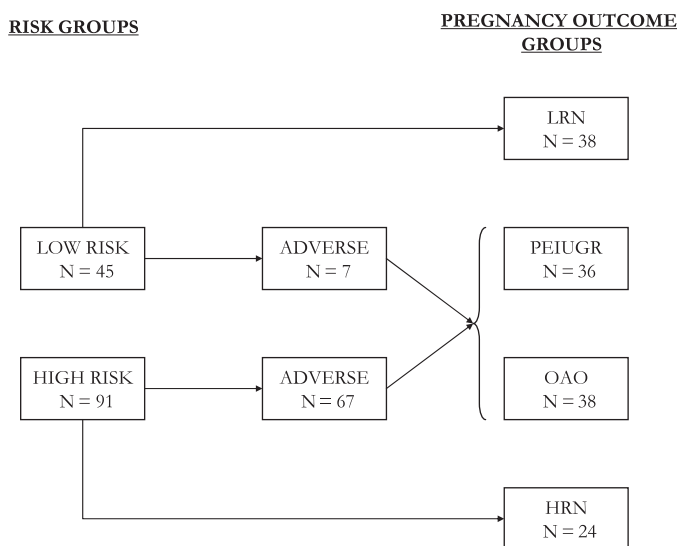 RISK GROUPS
PREGNANCY OUTCOME
GROUPS
LRN
N = 38
LOW RISK
N = 45
ADVERSE
N = 7
PEIUGR
N = 36
HIGH RISK
N = 91
ADVERSE
N = 67
OAO
N = 38
HRN
N = 24